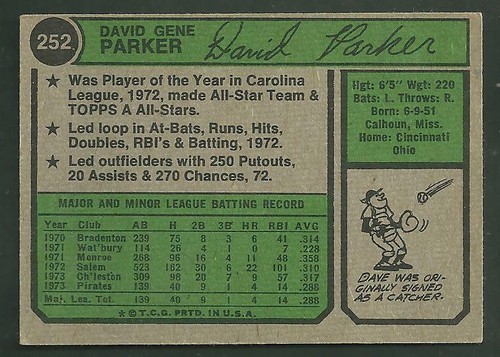 252
DAVID GENE
PARKER
David Parker
★ Was Player of the Year in Carolina
League, 1972, made All-Star Team &
TOPPS A All-Stars.
★ Led loop in At-Bats, Runs, Hits,
Doubles, RBI's & Batting, 1972.
★ Led outfielders with 250 Putouts,
20 Assists & 270 Chances, 72.
Hgt: 6'5" Wgt: 220
Bats: L. Throws: R.
Born: 6-9-51
Calhoun, Miss.
Home: Cincinnati
Ohio
MAJOR AND MINOR LEAGUE BATTING RECORD
Year Club AB H 2B 3B HR RBI AVG
1970 Bradenton 239 75 8 3 6 41 .314
1971 Wat'bury 114 26 4 1 0 7 .228
1971 Monroe 268 96 16 4 11 48 .358
1972 Salem 523 162 30 6 22 101 .310
1973 Ch'leston 309 98 20 7 9 57 .317
1973 Pirates 139 40 9 1 4 14 .288
Maj. Lea. Tot. 139 40 9 1 4 14 .288
* © T.C.G. PRTD. IN U.S.A.
DAVE WAS ORI-
GINALLY SIGNED
AS A CATCHER.